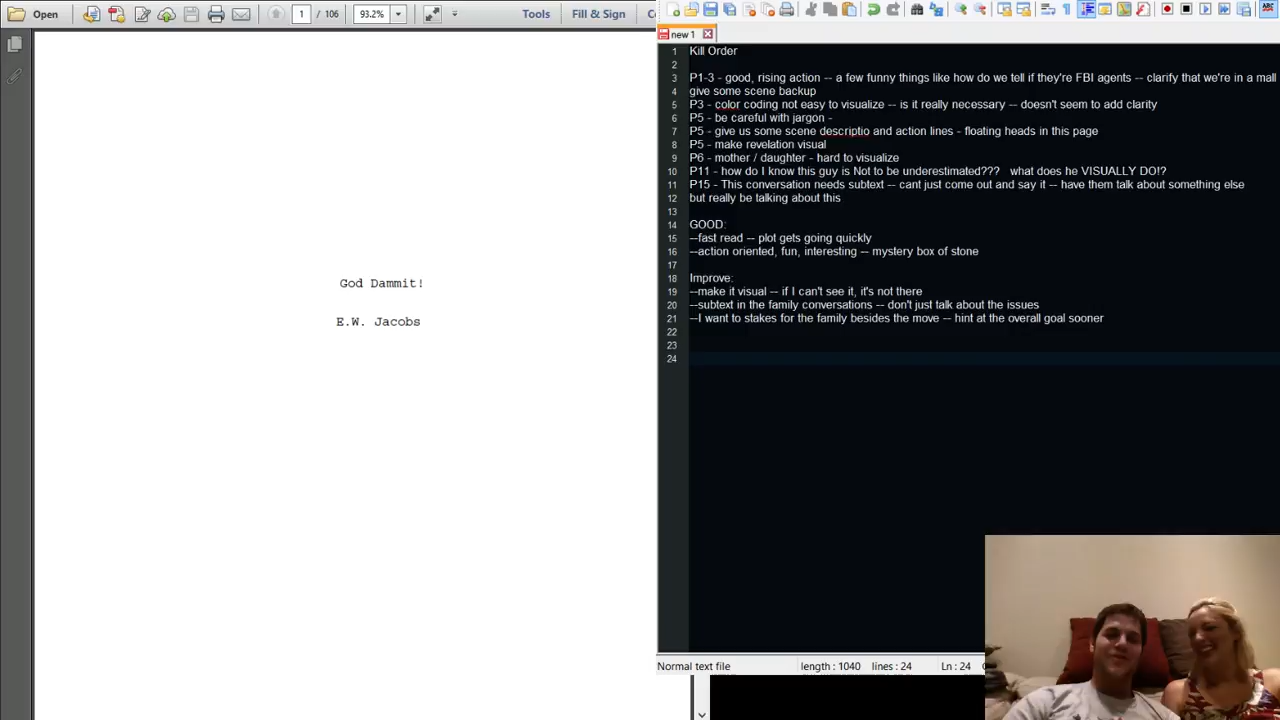 Open
1 / 106
93.2%
Tools
Fill & Sign
God Dammit!
E.W. Jacobs
new 1
ABC
1 Kill Order
2
3 P1-3 - good, rising action -- a few funny things like how do we tell if they're FBI agents -- clarify that we're in a mall
4 give some scene backup
5 P3 - color coding not easy to visualize -- is it really necessary -- doesn't seem to add clarity
6 P5 - be careful with jargon -
7 P5 - give us some scene descriptio and action lines - floating heads in this page
8 P5 - make revelation visual
9 P6 - mother / daughter - hard to visualize
10 P11 - how do I know this guy is Not to be underestimated??? what does he VISUALLY DO!?
11 P15 - This conversation needs subtext -- cant just come out and say it -- have them talk about something else
12 but really be talking about this
13
14 GOOD:
15 --fast read -- plot gets going quickly
16 --action oriented, fun, interesting -- mystery box of stone
17
18 Improve:
19 --make it visual -- if I can't see it, it's not there
20 --subtext in the family conversations -- don't just talk about the issues
21 --I want to stakes for the family besides the move -- hint at the overall goal sooner
22
23
24
Normal text file
length : 1040
lines : 24
Ln : 24